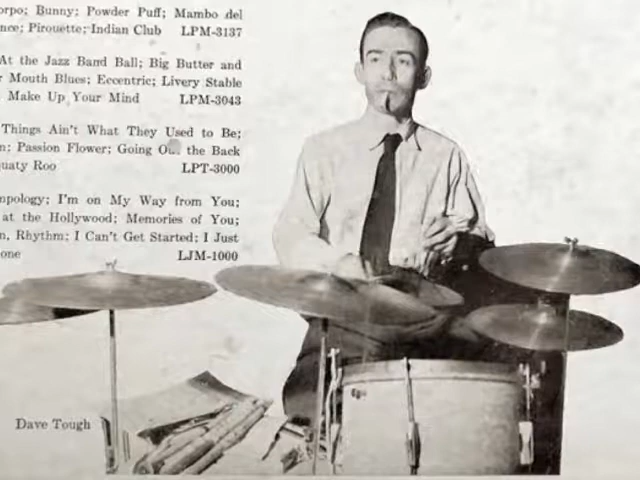 orpo; Bunny; Powder Puff; Mambo del
nce; Pirouette; Indian Club LPM-3137
At the Jazz Band Ball; Big Butter and
Mouth Blues; Eccentric; Livery Stable
Make Up Your Mind LPM-3043
Things Ain't What They Used to Be;
n; Passion Flower; Going Out the Back
uaty Roo LPT-3000
mpology; I'm on My Way from You;
at the Hollywood; Memories of You;
n, Rhythm; I Can't Get Started; I Just
one LJM-1000
Dave Tough